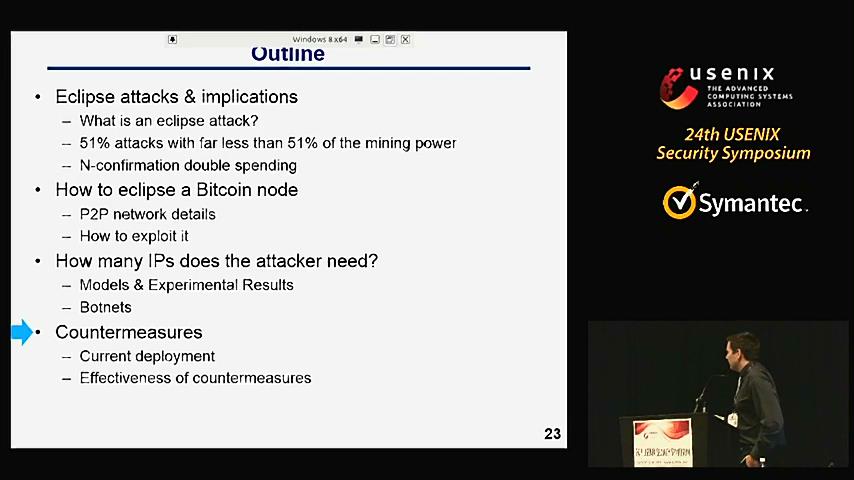 Windows 8.x64
Outline
• Eclipse attacks & implications
– What is an eclipse attack?
– 51% attacks with far less than 51% of the mining power
– N-confirmation double spending
• How to eclipse a Bitcoin node
– P2P network details
– How to exploit it
• How many IPs does the attacker need?
– Models & Experimental Results
– Botnets
• Countermeasures
– Current deployment
– Effectiveness of countermeasures
23
usenix
THE ADVANCED
COMPUTING SYSTEMS
ASSOCIATION
24th USENIX
Security Symposium
Symantec.